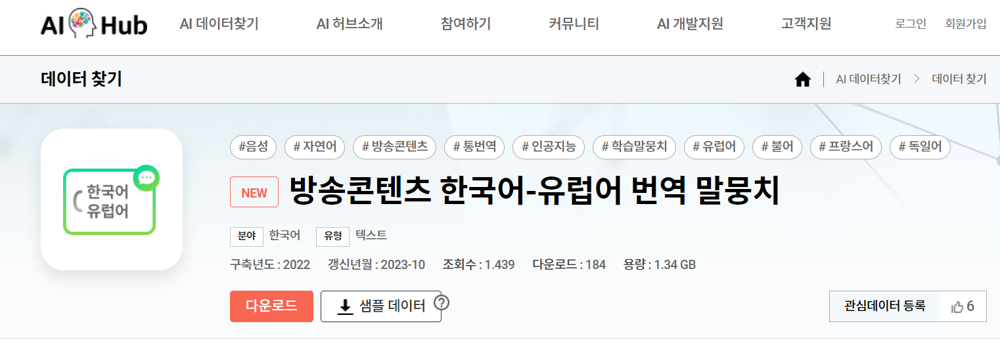 AI Hub AI 데이터찾기 AI 허브소개 참여하기 커뮤니티 AI 개발지원 고객지원 로그인 회원가입
데이터 찾기 AI 데이터찾기 > 데이터 찾기
#음성 # 자연어 # 방송콘텐츠 # 통번역 # 인공지능 # 학습말뭉치 # 유럽어 # 불어 # 프랑스어 # 독일어
한국어
유럽어
NEW 방송콘텐츠 한국어-유럽어 번역 말뭉치
분야 한국어 유형 텍스트
구축년도 : 2022 갱신년월 : 2023-10 조회수 : 1.439 다운로드 : 184 용량 : 1.34 GB
다운로드 샘플 데이터 ? 관심데이터 등록 6